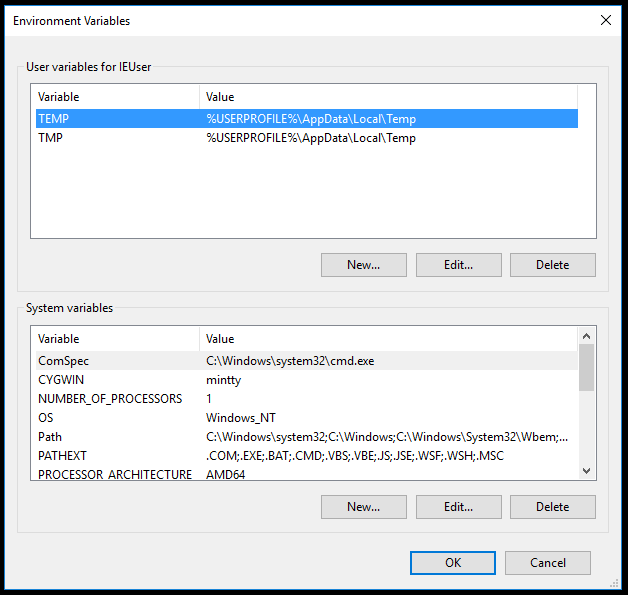 Environment Variables
User variables for IEUser
Variable Value
TEMP %USERPROFILE%\AppData\Local\Temp
TMP %USERPROFILE%\AppData\Local\Temp
New... Edit... Delete
System variables
Variable Value
ComSpec C:\Windows\system32\cmd.exe
CYGWIN mintty
NUMBER_OF_PROCESSORS 1
OS Windows_NT
Path C:\Windows\system32;C:\Windows;C:\Windows\System32\Wbem;...
PATHEXT .COM;.EXE;.BAT;.CMD;.VBS;.VBE;.JS;.JSE;.WSF;.WSH;.MSC
PROCESSOR_ARCHITECTURE AMD64
New... Edit... Delete
OK Cancel